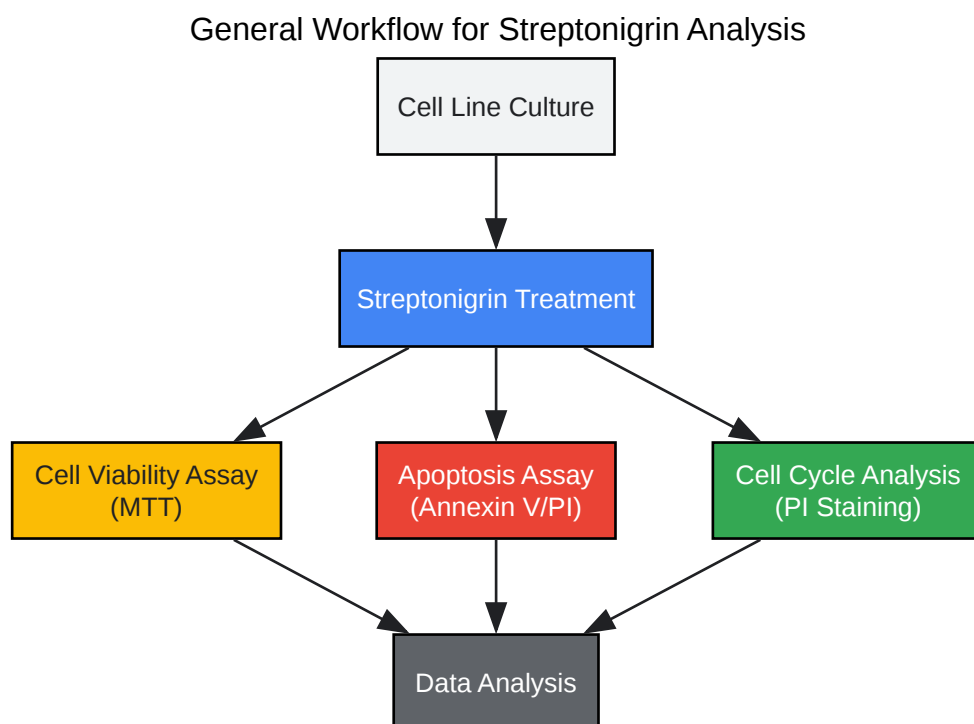 General Workflow for Streptonigrin Analysis
Cell Line Culture
Streptonigrin Treatment
Cell Viability Assay
(MTT)
Apoptosis Assay
(Annexin V/PI)
Cell Cycle Analysis
(PI Staining)
Data Analysis